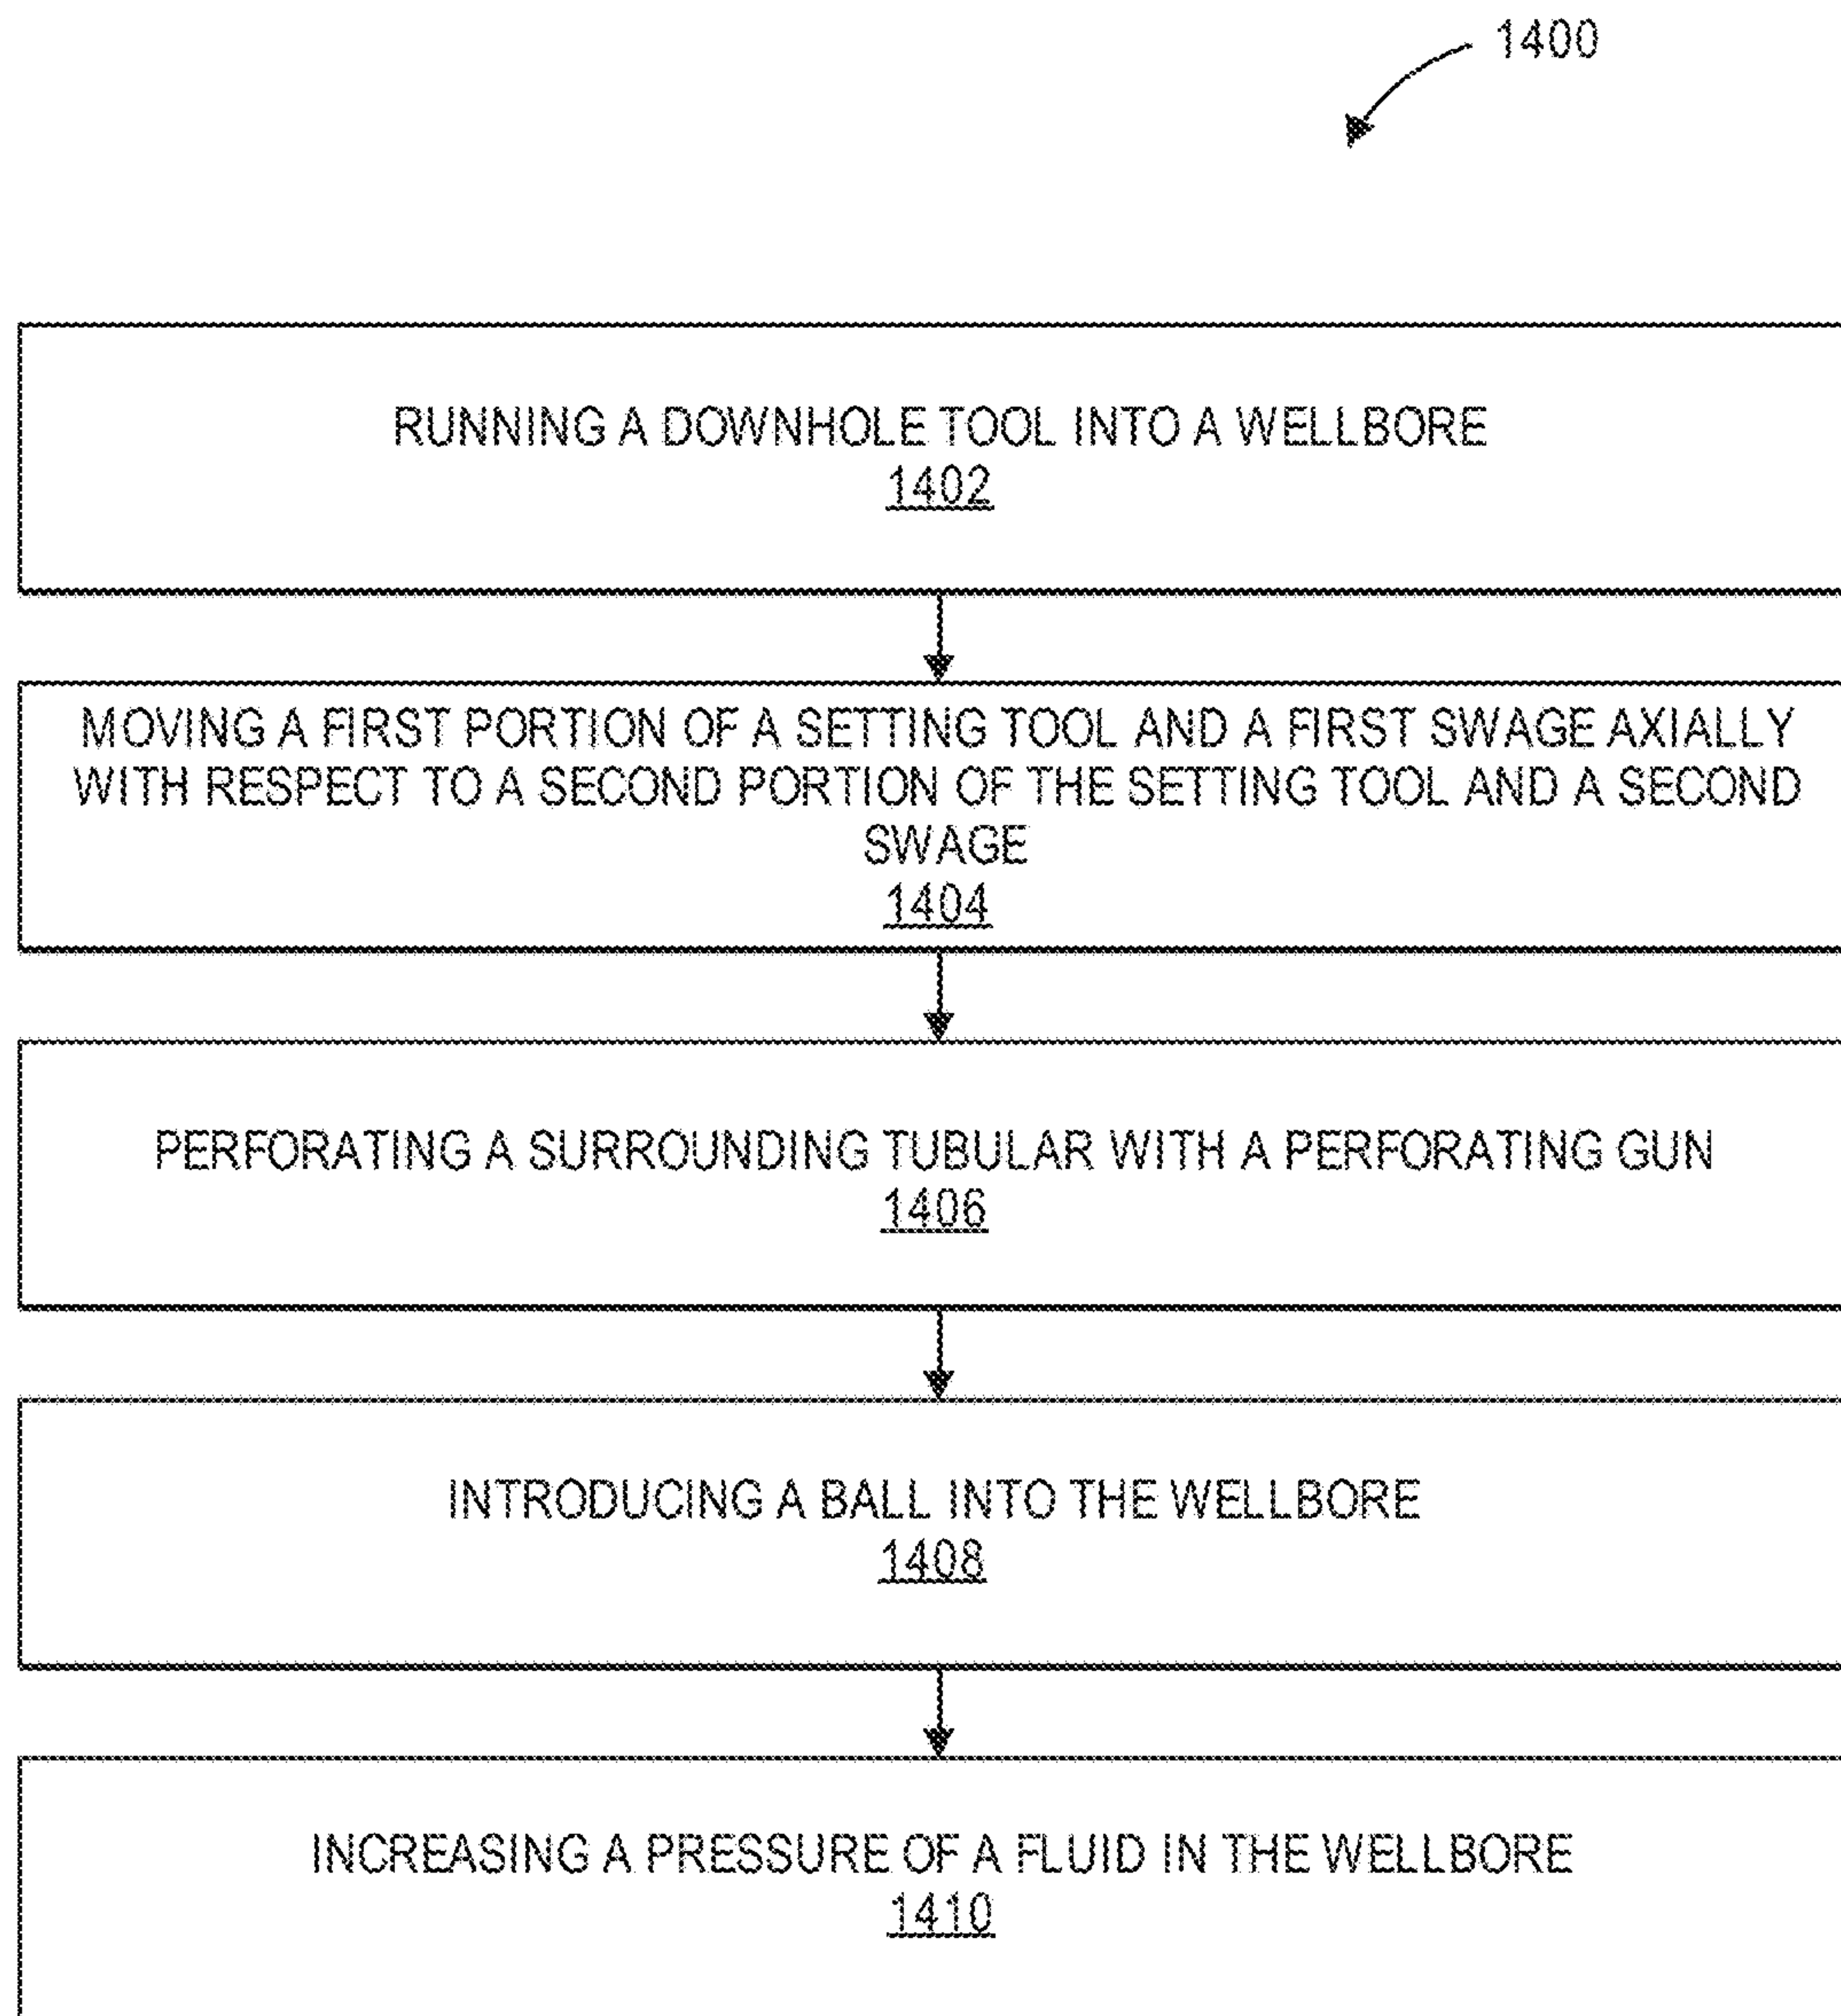 1400
RUNNING A DOWNHOLE TOOL INTO A WELLBORE
1402
MOVING A FIRST PORTION OF A SETTING TOOL AND A FIRST SWAGE AXIALLY
WITH RESPECT TO A SECOND PORTION OF THE SETTING TOOL AND A SECOND
SWAGE
1404
PERFORATING A SURROUNDING TUBULAR WITH A PERFORATING GUN
1406
INTRODUCING A BALL INTO THE WELLBORE
1408
INCREASING A PRESSURE OF A FLUID IN THE WELLBORE
1410